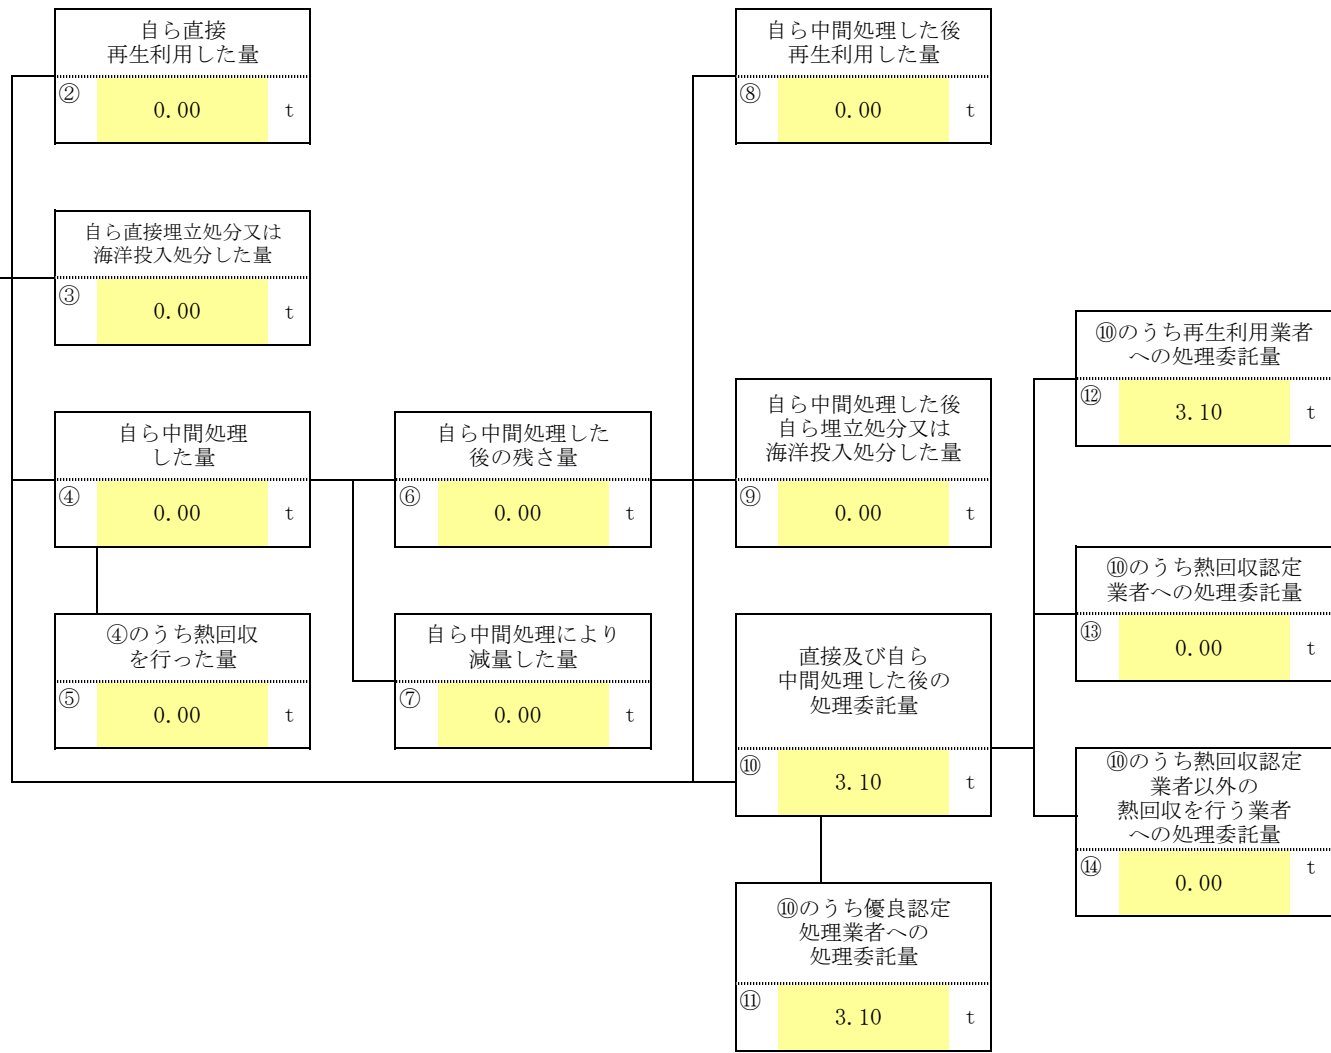 自ら直接
再生利用した量
②
0.00
t
自ら中間処理した後
再生利用した量
⑧
0.00
t
自ら直接埋立処分又は
海洋投入処分した量
③
0.00
t
⑩のうち再生利用業者
への処理委託量
⑫
3.10
t
自ら中間処理
した量
④
0.00
t
自ら中間処理した
後の残さ量
⑥
0.00
t
自ら中間処理した後
自ら埋立処分又は
海洋投入処分した量
⑨
0.00
t
⑩のうち熱回収認定
業者への処理委託量
⑬
0.00
t
④のうち熱回収
を行った量
⑤
0.00
t
自ら中間処理により
減量した量
⑦
0.00
t
直接及び自ら
中間処理した後の
処理委託量
⑩
3.10
t
⑩のうち熱回収認定
業者以外の
熱回収を行う業者
への処理委託量
⑭
0.00
t
⑩のうち優良認定
処理業者への
処理委託量
⑪
3.10
t